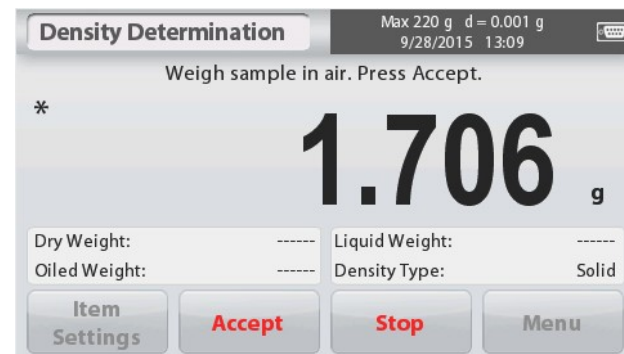 Density Determination
Max 220 g d = 0.001 g
9/28/2015 13:09
Weigh sample in air. Press Accept.
*
1.706 g
Dry Weight: ------ Liquid Weight: ------
Oiled Weight: ------ Density Type: Solid
Item Settings Accept Stop Menu